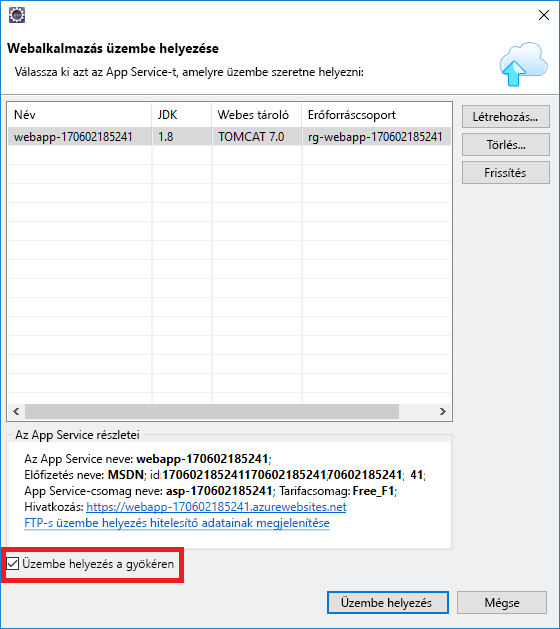 Webalkalmazás üzembe helyezése
Válassza ki azt az App Service-t, amelyre üzembe szeretne helyezni:
Név JDK Webes tároló Erőforráscsoport
webapp-170602185241 1.8 TOMCAT 7.0 rg-webapp-170602185241
Létrehozás...
Törlés...
Frissítés
Az App Service részletei
Az App Service neve: webapp-170602185241;
Előfizetés neve: MSDN; id:170602185241170602185241;70602185241; 41;
App Service-csomag neve: asp-170602185241; Tarifacsomag: Free_F1;
Hivatkozás: https://webapp-170602185241.azurewebsites.net
FTP-s üzembe helyezés hitelesítő adatainak megjelenítése
Üzembe helyezés a gyökéren
Üzembe helyezés Mégse